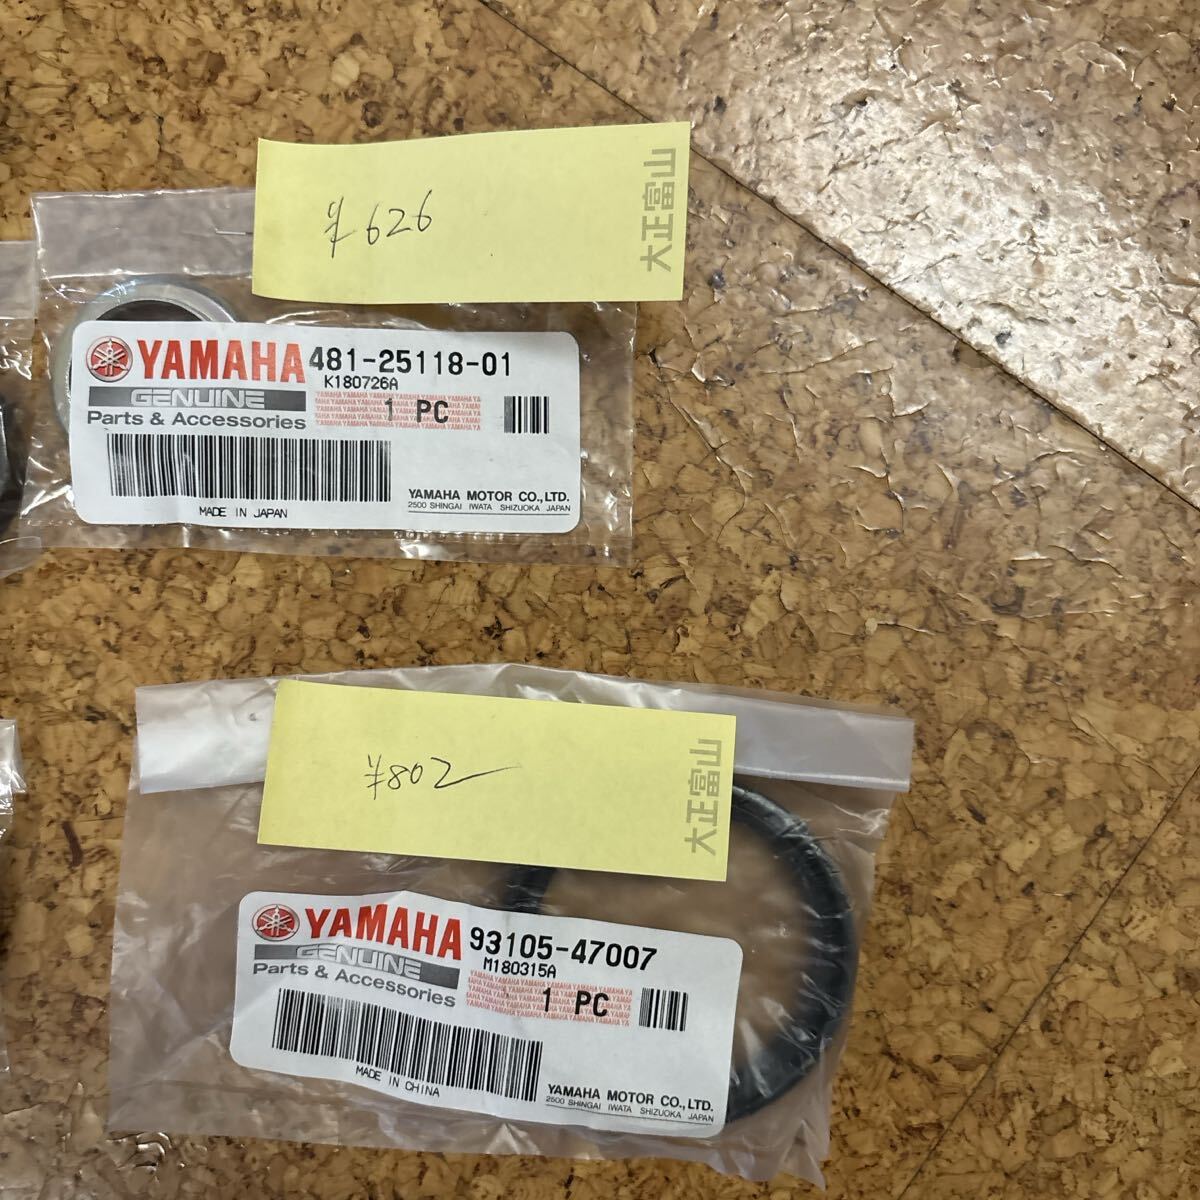 ¥626
大正富山
YAMAHA
481-25118-01
K180726A
GENUINE
Parts & Accessories
1 PC
MADE IN JAPAN
YAMAHA MOTOR CO.,LTD.
2500 SHINGAI IWATA SHIZUOKA JAPAN
¥802
大正富山
YAMAHA
93105-47007
M180315A
GENUINE
Parts & Accessories
1 PC
MADE IN CHINA
YAMAHA MOTOR CO.,LTD.
2500 SHINGAI IWATA SHIZUOKA JAPAN